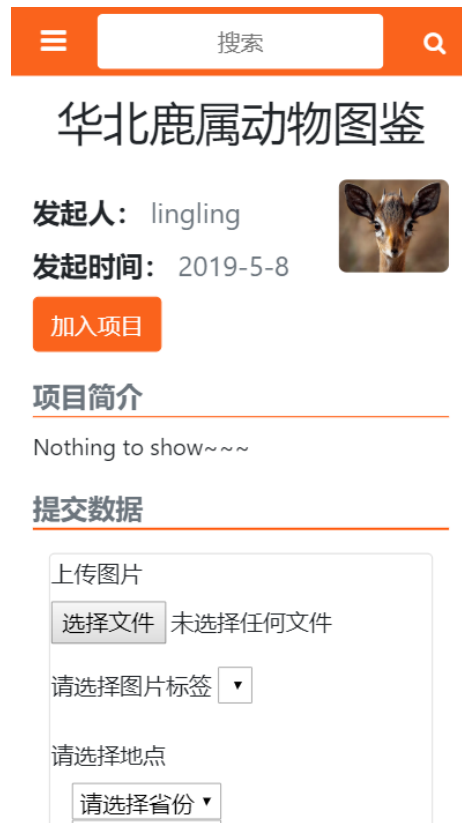 搜索
华北鹿属动物图鉴
发起人： lingling
发起时间： 2019-5-8
加入项目
项目简介
Nothing to show~~~
提交数据
上传图片
选择文件 未选择任何文件
请选择图片标签
请选择地点
请选择省份